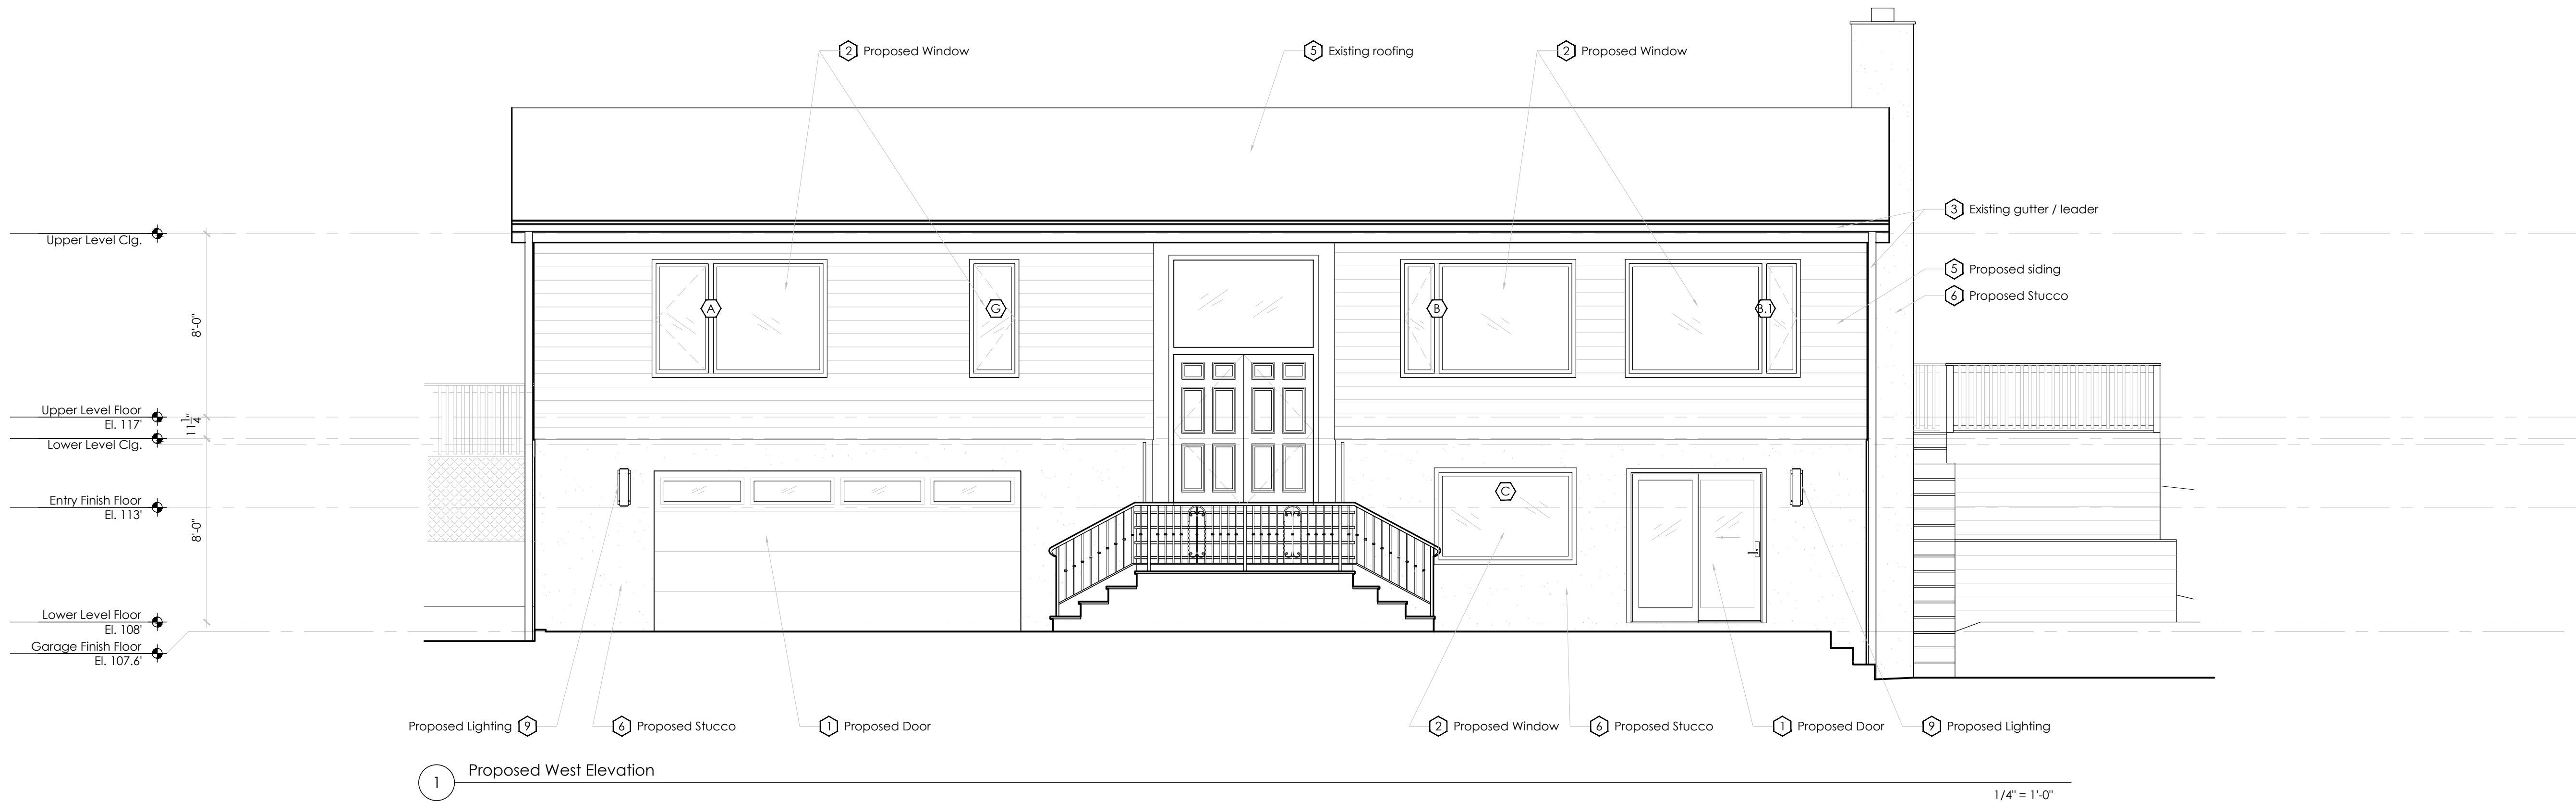 2 Proposed Window
5 Existing roofing
2 Proposed Window
3 Existing gutter / leader
Upper Level Clg.
5 Proposed siding
6 Proposed Stucco
A
G
B
B.1
8'-0"
Upper Level Floor
El. 117'
11 1/4"
Lower Level Clg.
C
Entry Finish Floor
El. 113'
8'-0"
Lower Level Floor
El. 108'
Garage Finish Floor
El. 107.6'
Proposed Lighting 9
6 Proposed Stucco
1 Proposed Door
2 Proposed Window
6 Proposed Stucco
1 Proposed Door
9 Proposed Lighting
1 Proposed West Elevation
1/4" = 1'-0"